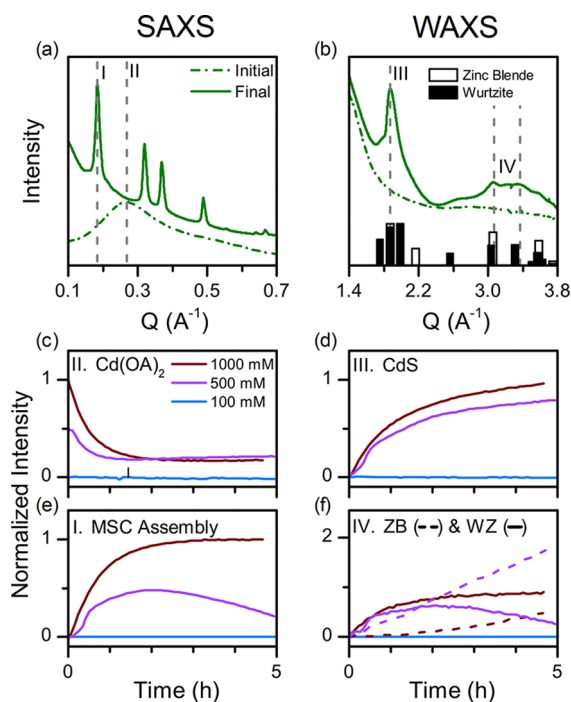 SAXS
WAXS
(a)
I
II
Initial
Final
Intensity
0.1 0.3 0.5 0.7
Q (A⁻¹)
(b)
III
Zinc Blende
Wurtzite
IV
1.4 2.2 3.0 3.8
Q (A⁻¹)
Normalized Intensity
(c)
II. Cd(OA)₂
1000 mM
500 mM
100 mM
1
0
(d)
III. CdS
1
0
(e)
I. MSC Assembly
1
0
0 5
Time (h)
(f)
IV. ZB (--) & WZ (—)
2
1
0
0 5
Time (h)